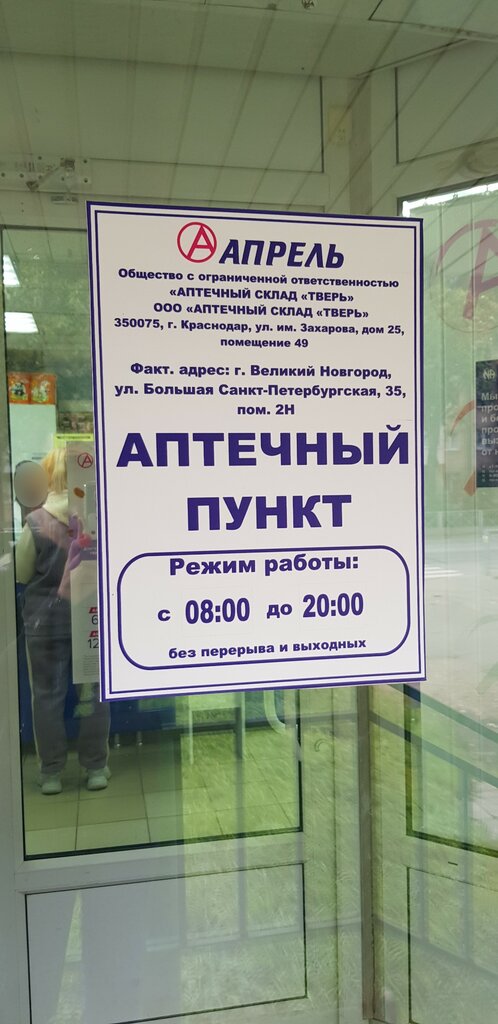 АПРЕЛЬ
Общество с ограниченной ответственностью
«АПТЕЧНЫЙ СКЛАД «ТВЕРЬ»
ООО «АПТЕЧНЫЙ СКЛАД «ТВЕРЬ»
350075, г. Краснодар, ул. им. Захарова, дом 25,
помещение 49
Факт. адрес: г. Великий Новгород,
ул. Большая Санкт-Петербургская, 35,
пом. 2Н
АПТЕЧНЫЙ
ПУНКТ
Режим работы:
с 08:00 до 20:00
без перерыва и выходных